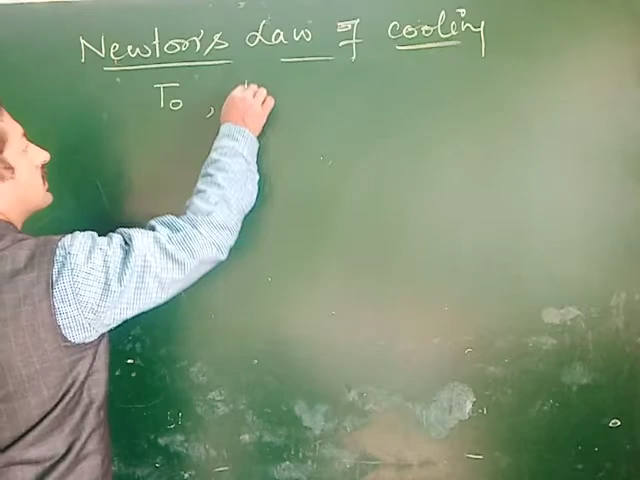 Newton's Law of cooling
T₀ ,